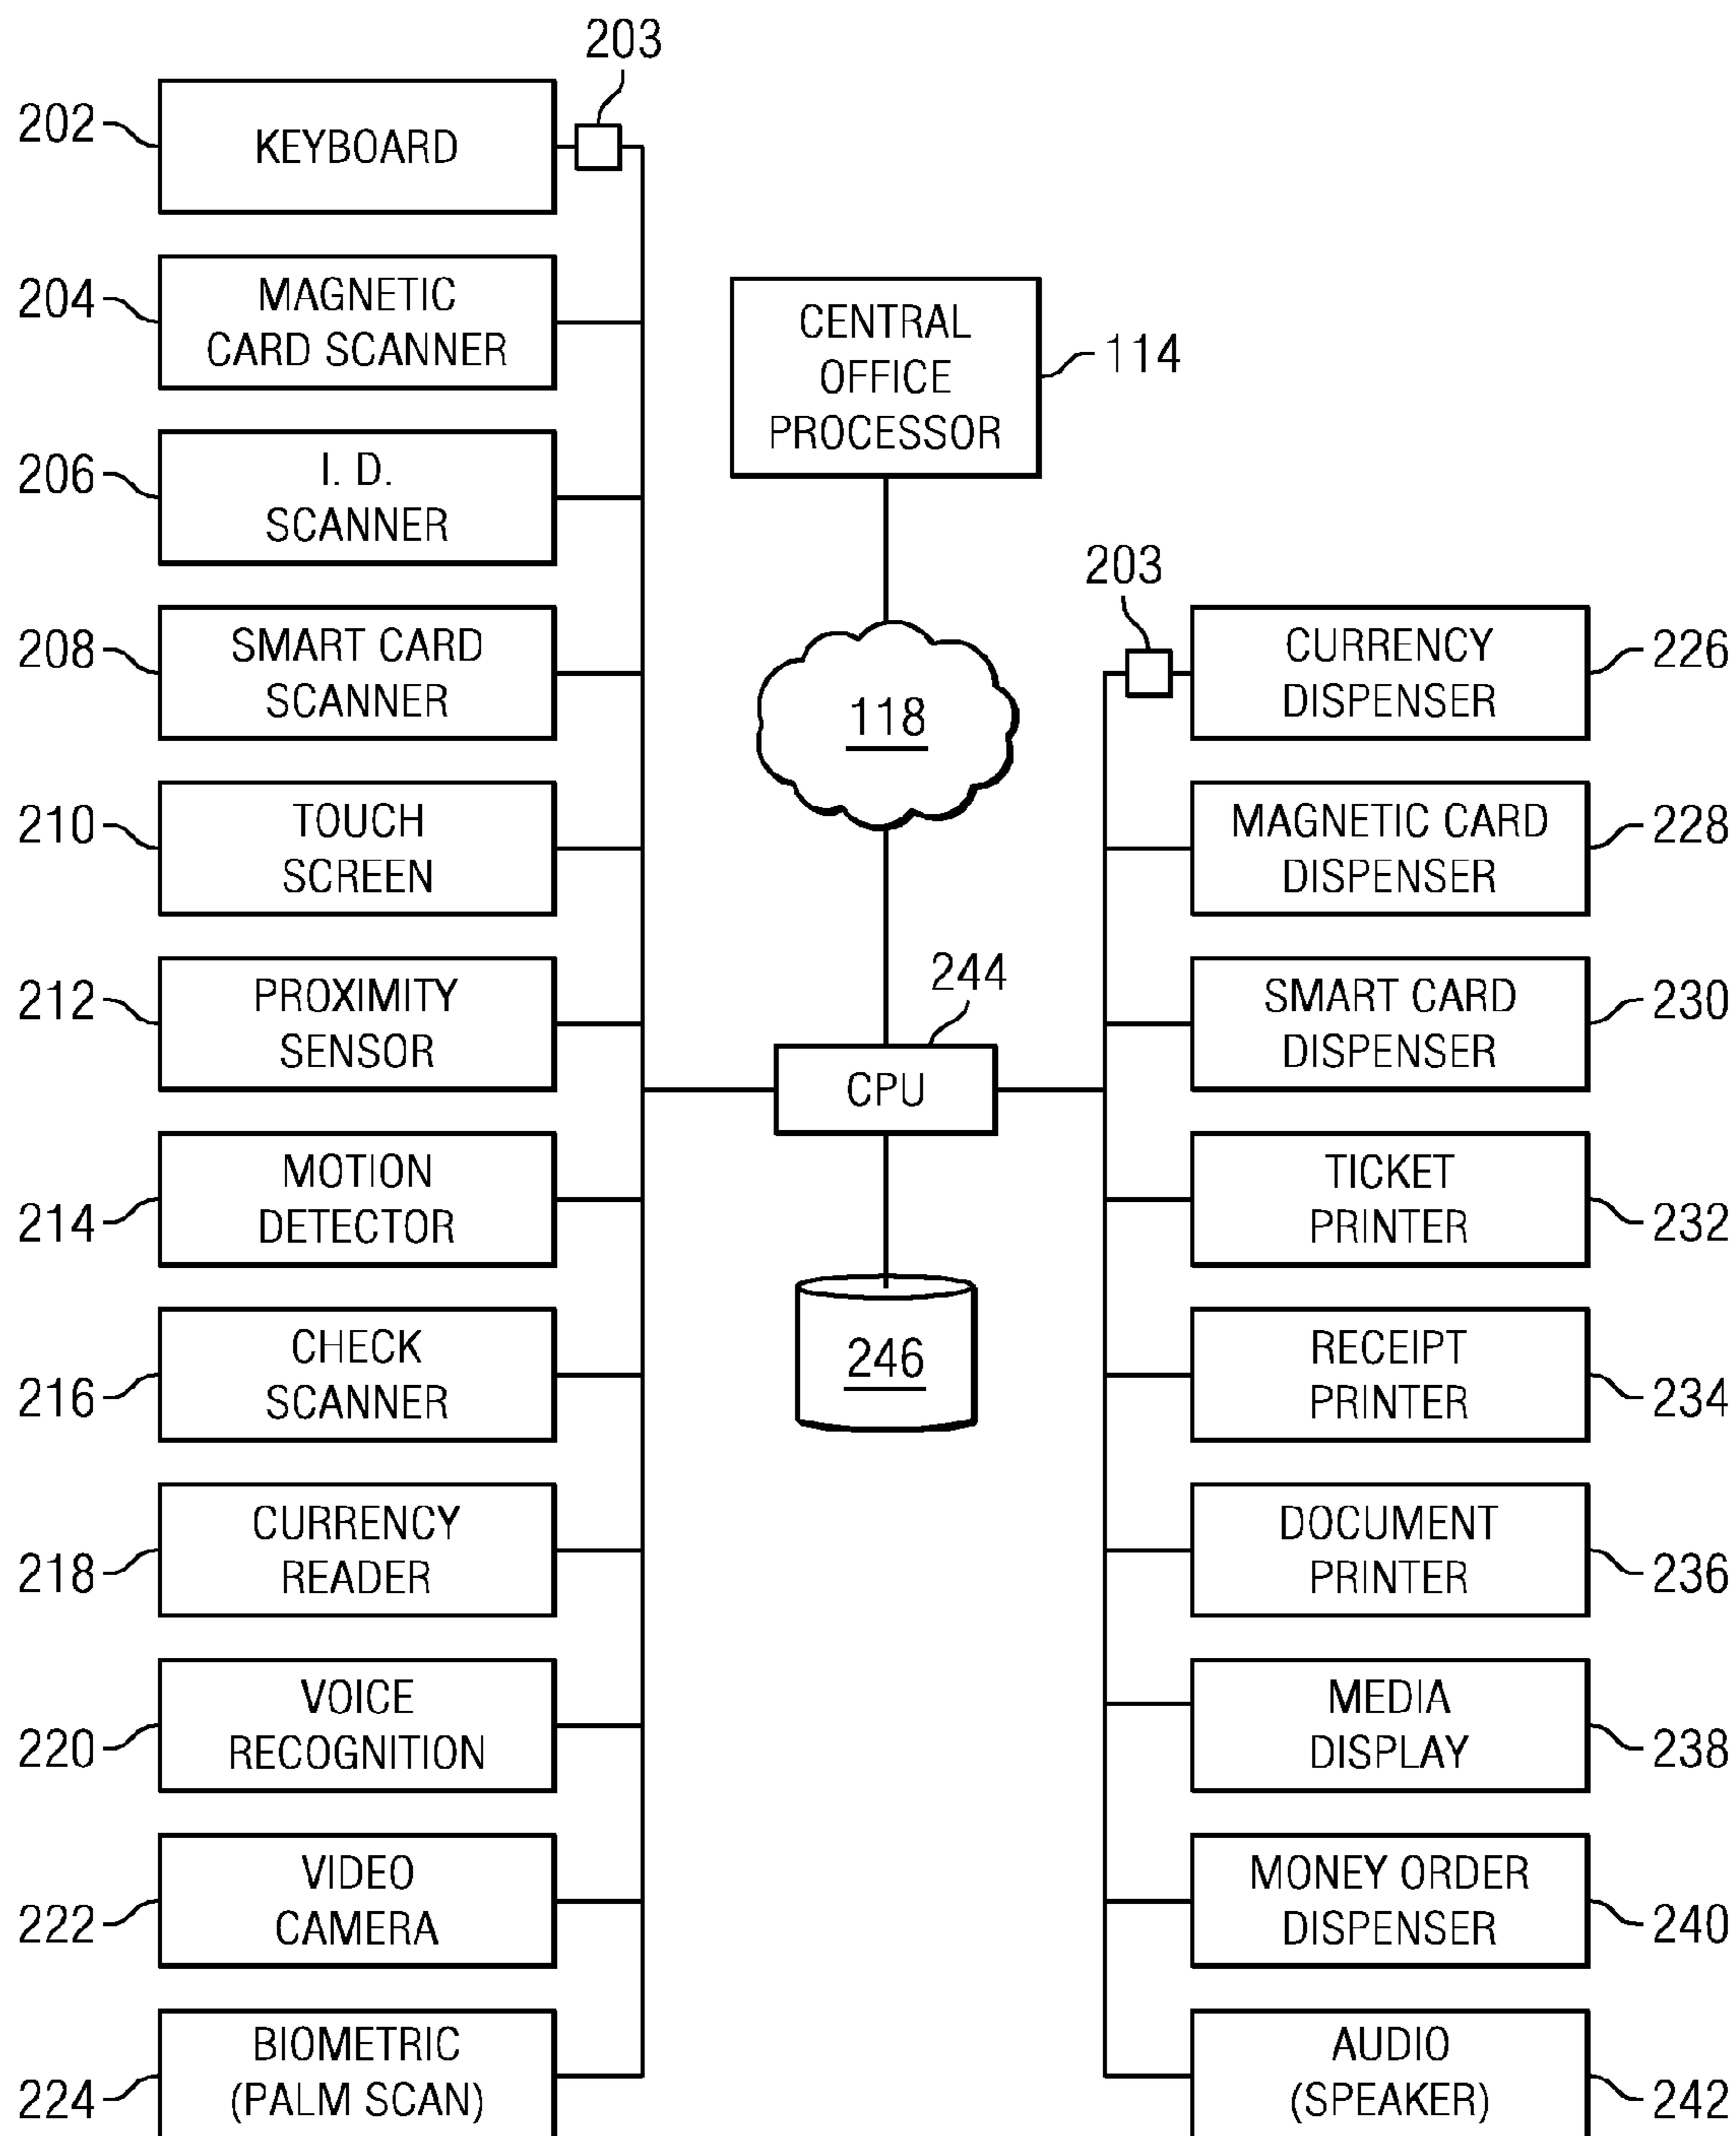 203
202
KEYBOARD
204
MAGNETIC
CARD SCANNER
206
I. D.
SCANNER
208
SMART CARD
SCANNER
210
TOUCH
SCREEN
212
PROXIMITY
SENSOR
214
MOTION
DETECTOR
216
CHECK
SCANNER
218
CURRENCY
READER
220
VOICE
RECOGNITION
222
VIDEO
CAMERA
224
BIOMETRIC
(PALM SCAN)
CENTRAL
OFFICE
PROCESSOR
114
118
244
CPU
246
203
CURRENCY
DISPENSER
226
MAGNETIC CARD
DISPENSER
228
SMART CARD
DISPENSER
230
TICKET
PRINTER
232
RECEIPT
PRINTER
234
DOCUMENT
PRINTER
236
MEDIA
DISPLAY
238
MONEY ORDER
DISPENSER
240
AUDIO
(SPEAKER)
242